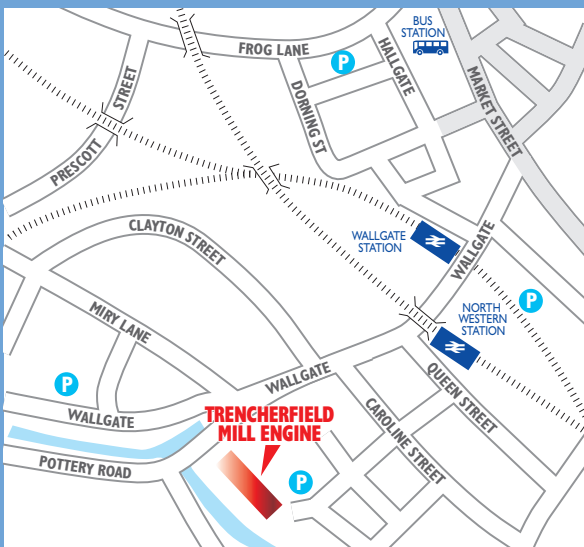 BUS
STATION
FROG LANE
P
HALLGATE
MARKET STREET
STREET
PRESCOTT
DORNING ST
CLAYTON STREET
WALLGATE
STATION
WALLGATE
P
NORTH
WESTERN
STATION
MIRY LANE
WALLGATE
QUEEN STREET
P
WALLGATE
TRENCHERFIELD
MILL ENGINE
CAROLINE STREET
POTTERY ROAD
P